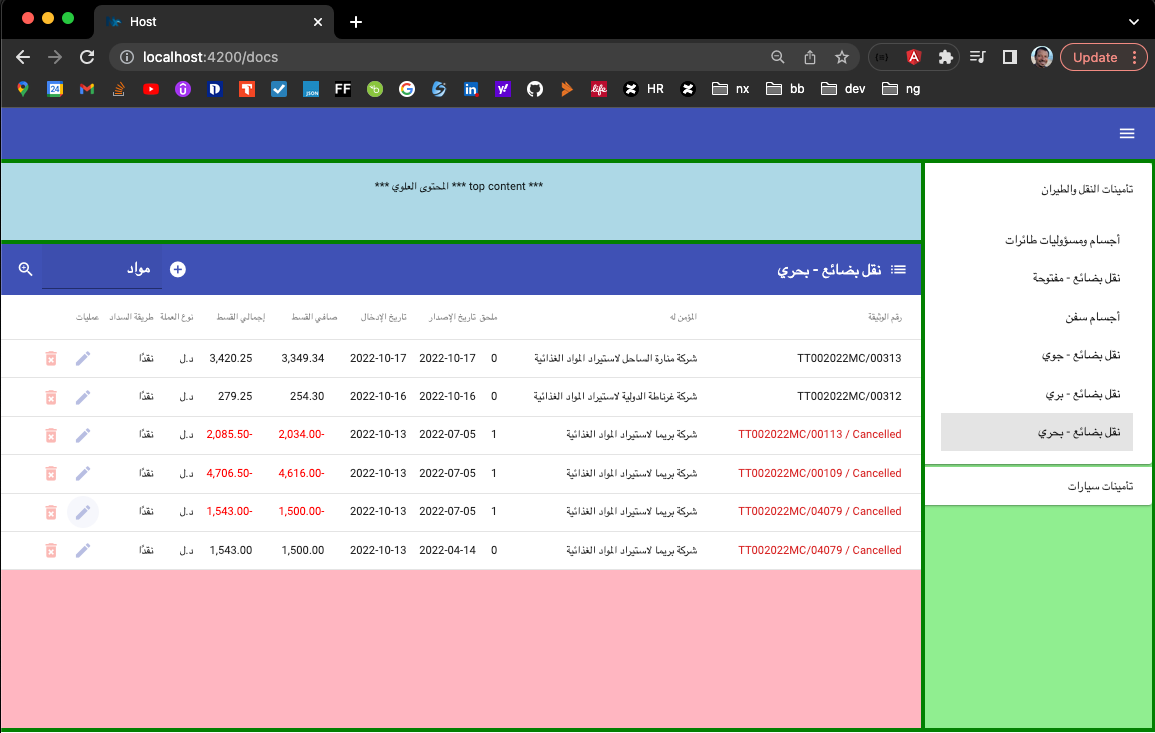 Host
localhost:4200/docs
Update
24
JSON
FF
life
HR
nx
bb
dev
ng
*** المحتوى العلوي *** top content ***
تأمينات النقل والطيران
أجسام ومسؤوليات طائرات
نقل بضائع - مفتوحة
أجسام سفن
نقل بضائع - جوي
نقل بضائع - بري
نقل بضائع - بحري
تأمينات سيارات
نقل بضائع - بحري
مواد
رقم الوثيقة المؤمن له ملحق تاريخ الإصدار تاريخ الإدخال صافي القسط إجمالي القسط نوع العملة طريقة السداد عمليات
TT002022MC/00313 شركة منارة الساحل لاستيراد المواد الغذائية 0 2022-10-17 2022-10-17 3,349.34 3,420.25 د.ل نقدًا
TT002022MC/00312 شركة غرناطة الدولية لاستيراد المواد الغذائية 0 2022-10-16 2022-10-16 254.30 279.25 د.ل نقدًا
TT002022MC/00113 / Cancelled شركة بريما لاستيراد المواد الغذائية 1 2022-07-05 2022-10-13 2,034.00- 2,085.50- د.ل نقدًا
TT002022MC/00109 / Cancelled شركة بريما لاستيراد المواد الغذائية 1 2022-07-05 2022-10-13 4,616.00- 4,706.50- د.ل نقدًا
TT002022MC/04079 / Cancelled شركة بريما لاستيراد المواد الغذائية 1 2022-07-05 2022-10-13 1,500.00- 1,543.00- د.ل نقدًا
TT002022MC/04079 / Cancelled شركة بريما لاستيراد المواد الغذائية 0 2022-04-14 2022-10-13 1,500.00 1,543.00 د.ل نقدًا